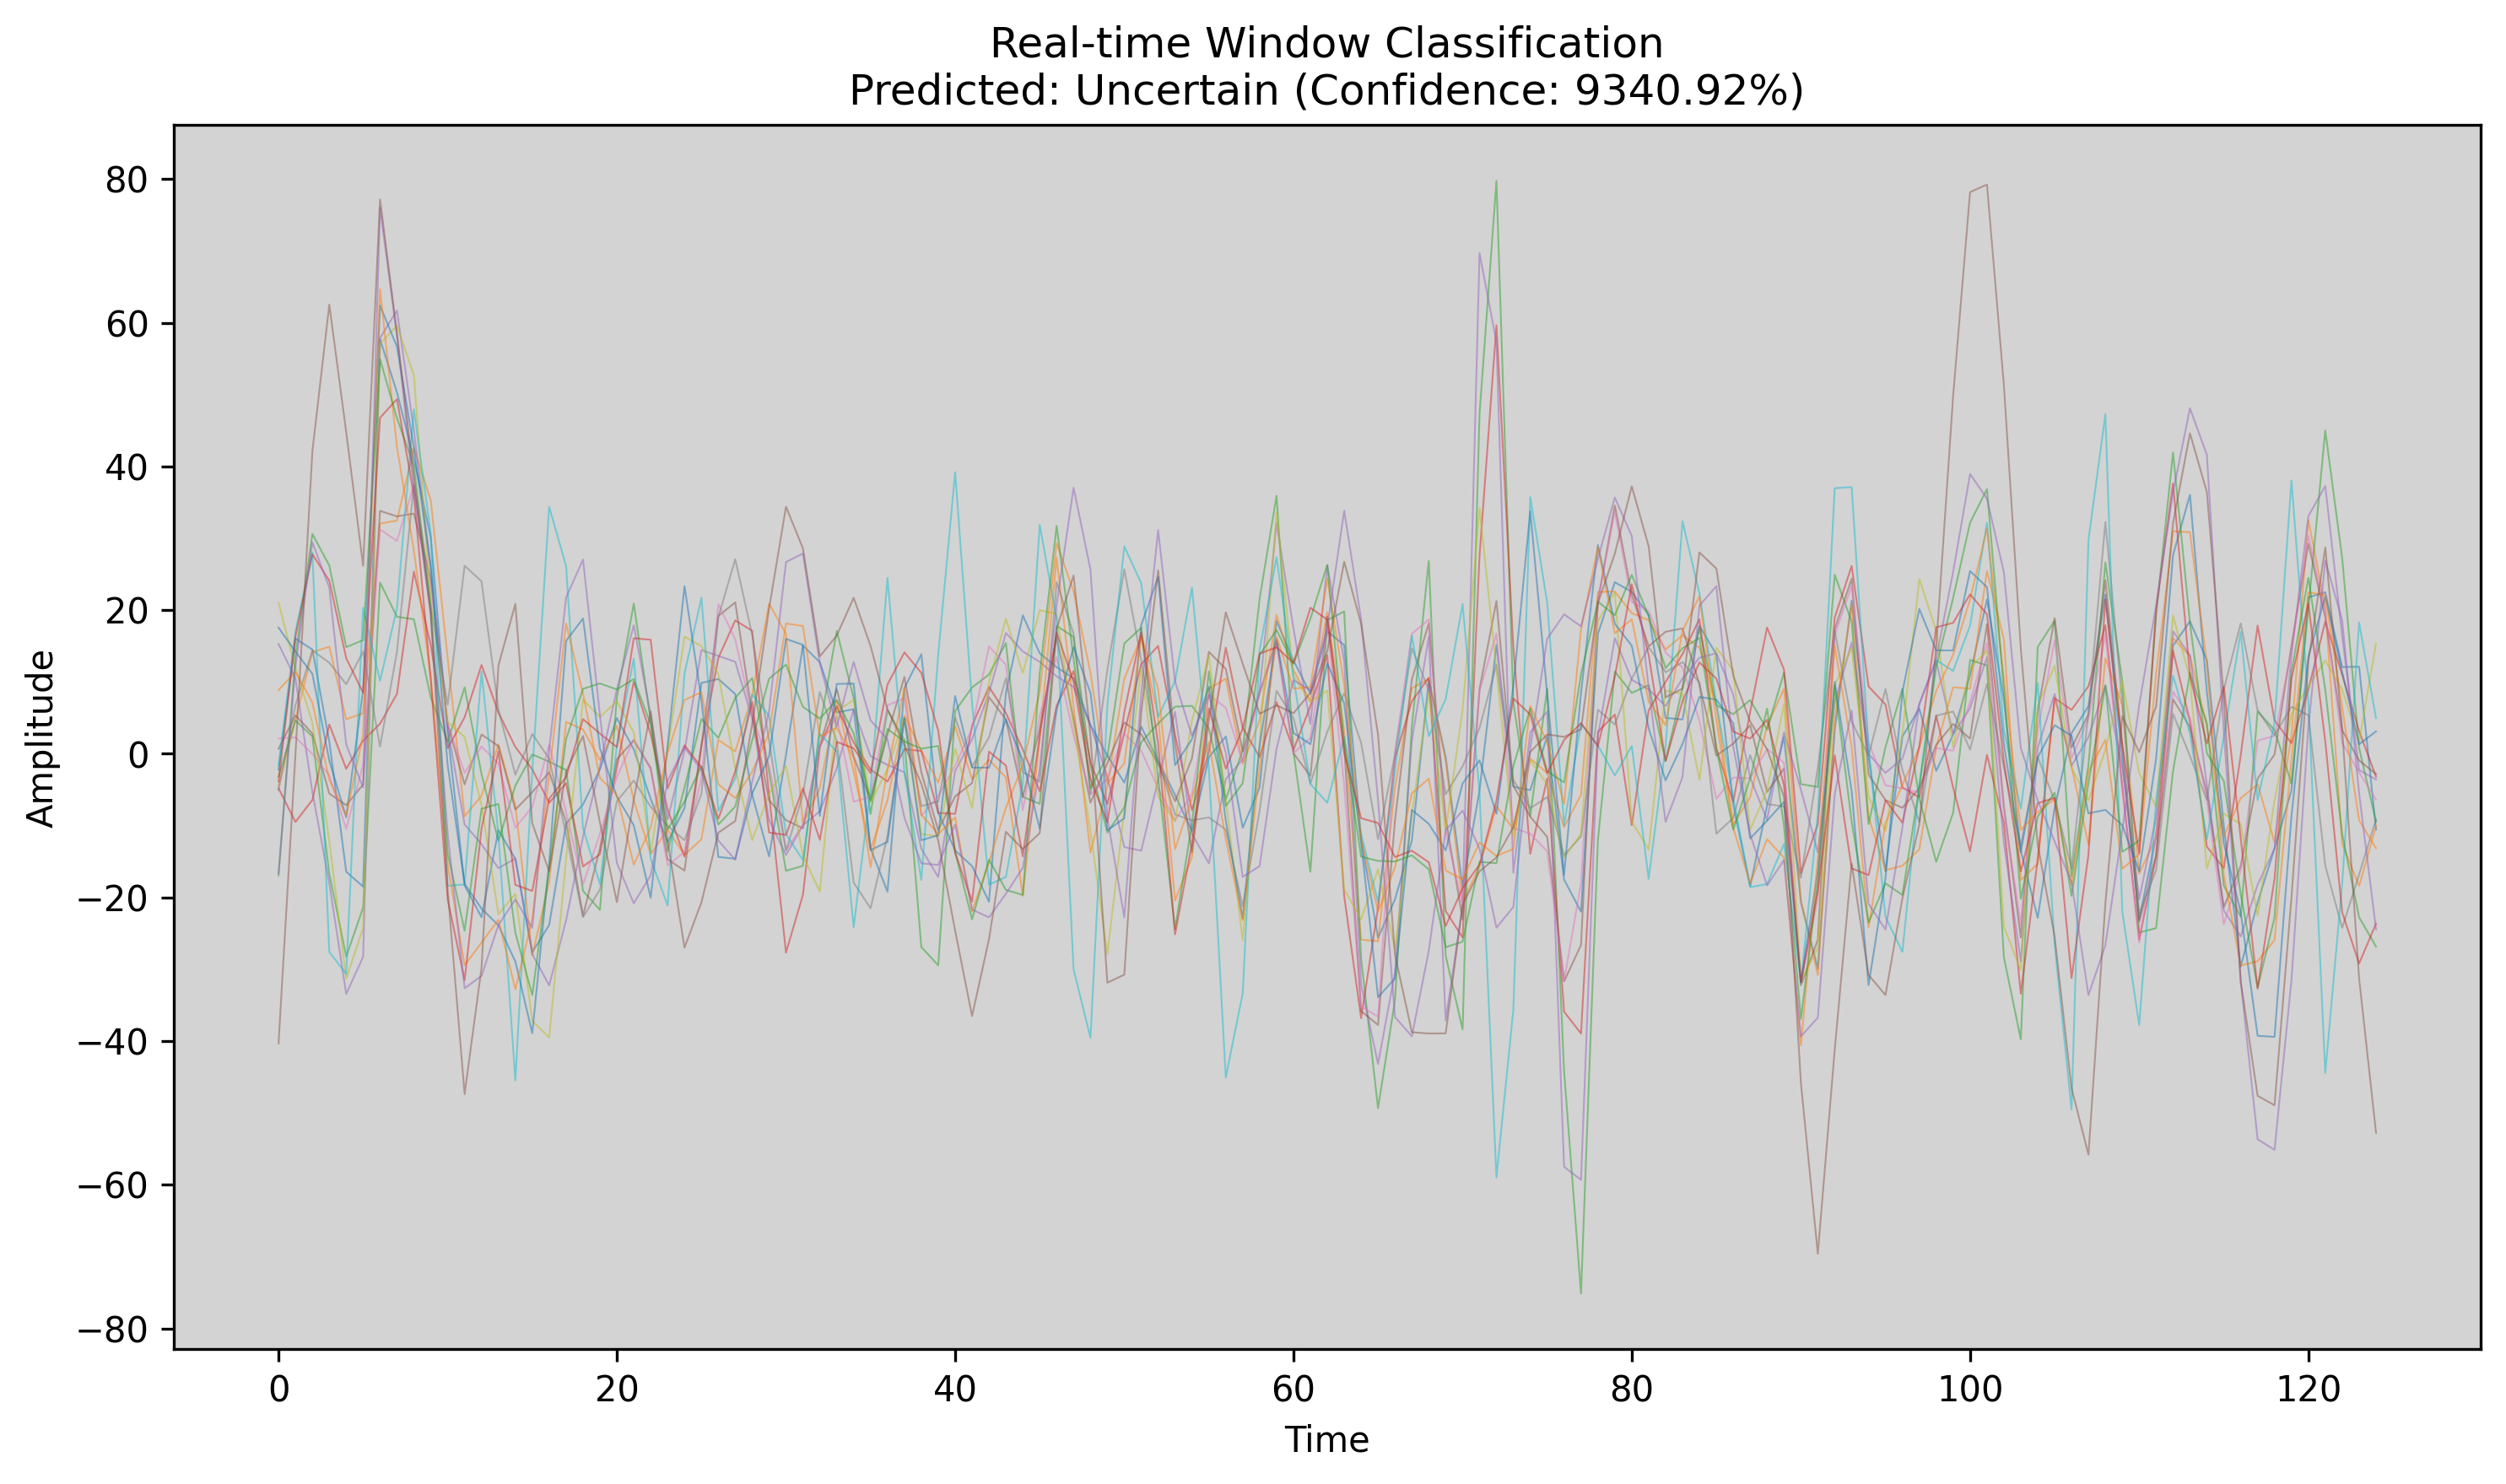 Real-time Window Classification
Predicted: Uncertain (Confidence: 9340.92%)
Amplitude
80
60
40
20
0
−20
−40
−60
−80
0 20 40 60 80 100 120
Time